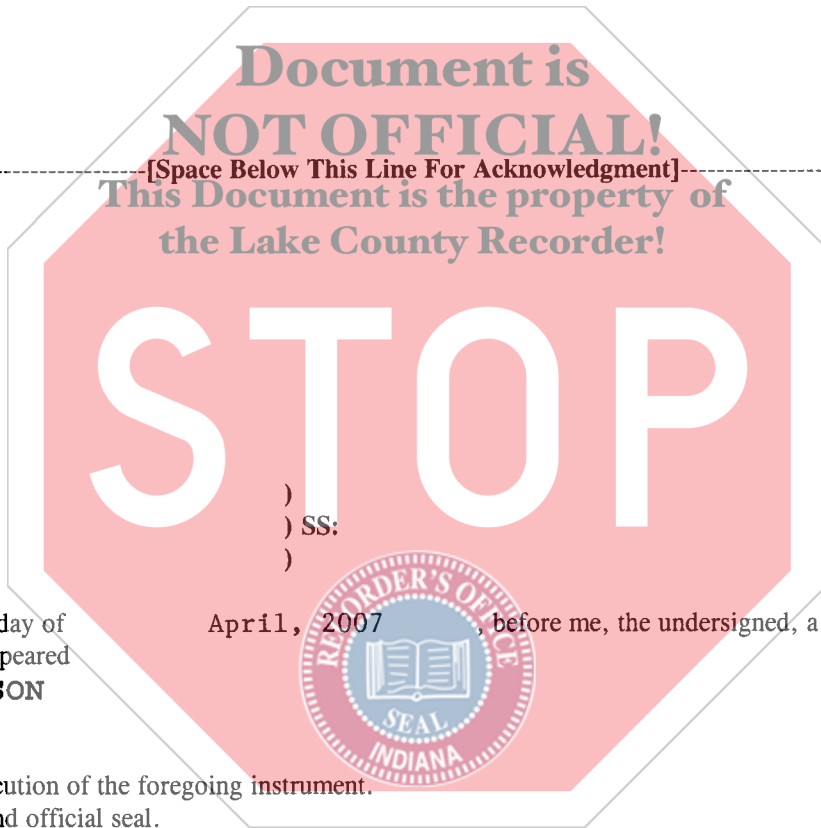 Document is
NOT OFFICIAL!
[Space Below This Line For Acknowledgment]
This Document is the property of
the Lake County Recorder!
STOP
)
) SS:
)
day of April, 2007 , before me, the undersigned, a
peared
SON
RECORDER'S OFFICE
SEAL
INDIANA
cution of the foregoing instrument.
nd official seal.